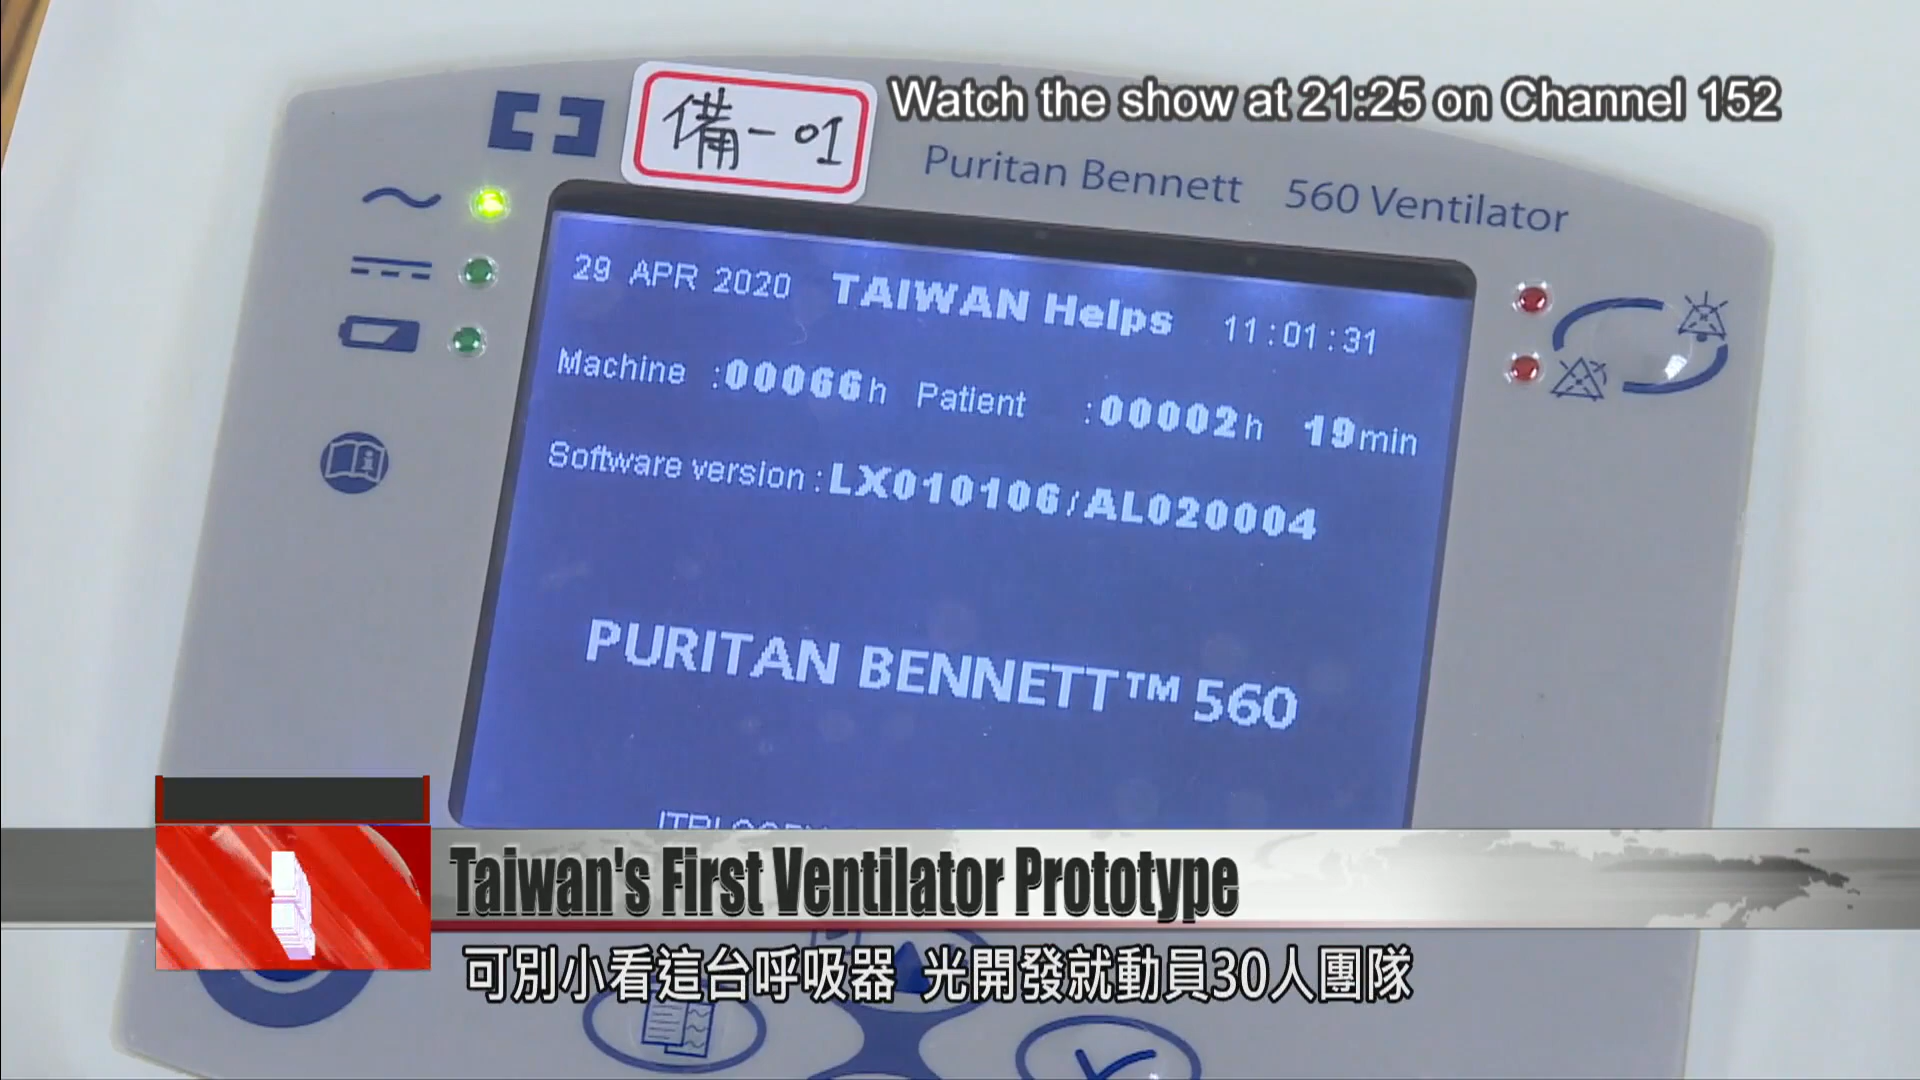 Watch the show at 21:25 on Channel 152
備-01
Puritan Bennett 560 Ventilator
29 APR 2020 TAIWAN Helps 11:01:31
Machine :00066h Patient :00002h 19min
Software version :LX010106/AL020004
PURITAN BENNETT™ 560
Taiwan's First Ventilator Prototype
可別小看這台呼吸器 光開發就動員30人團隊